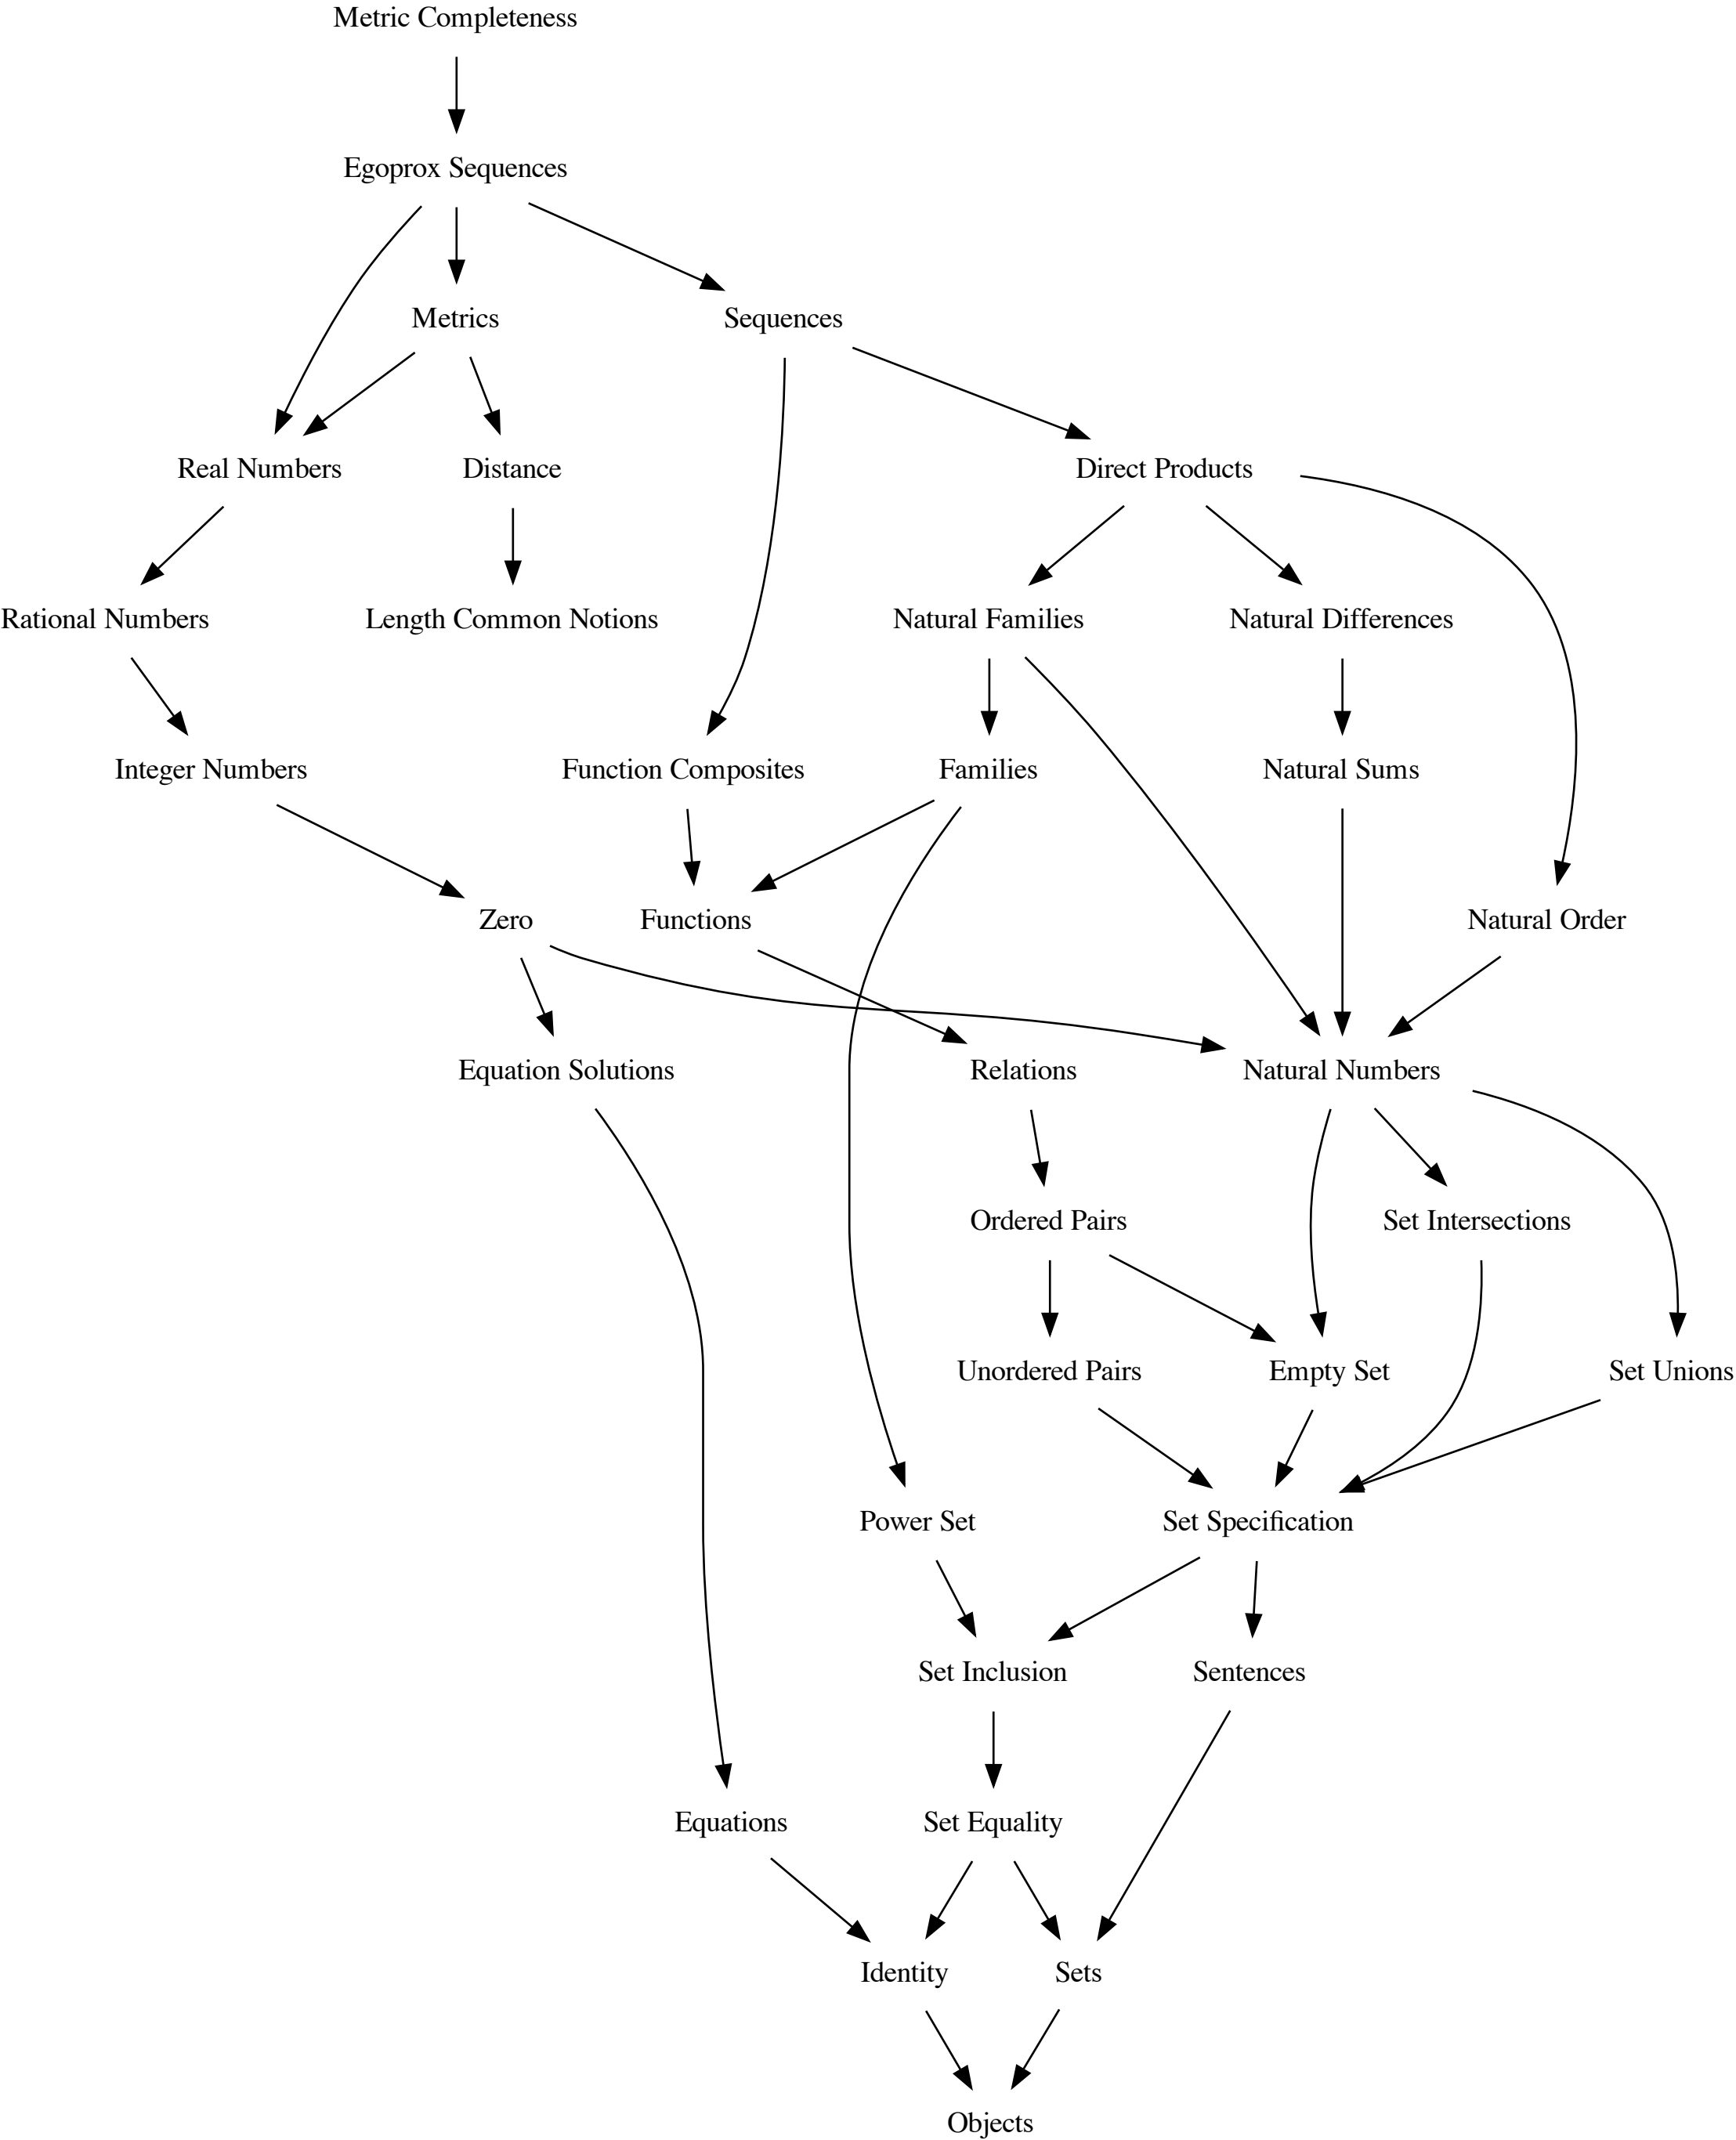 Metric Completeness
Egoprox Sequences
Metrics
Sequences
Real Numbers
Distance
Direct Products
Rational Numbers
Length Common Notions
Natural Families
Natural Differences
Integer Numbers
Function Composites
Families
Natural Sums
Zero
Functions
Natural Order
Equation Solutions
Relations
Natural Numbers
Ordered Pairs
Set Intersections
Unordered Pairs
Empty Set
Set Unions
Power Set
Set Specification
Set Inclusion
Sentences
Equations
Set Equality
Identity
Sets
Objects